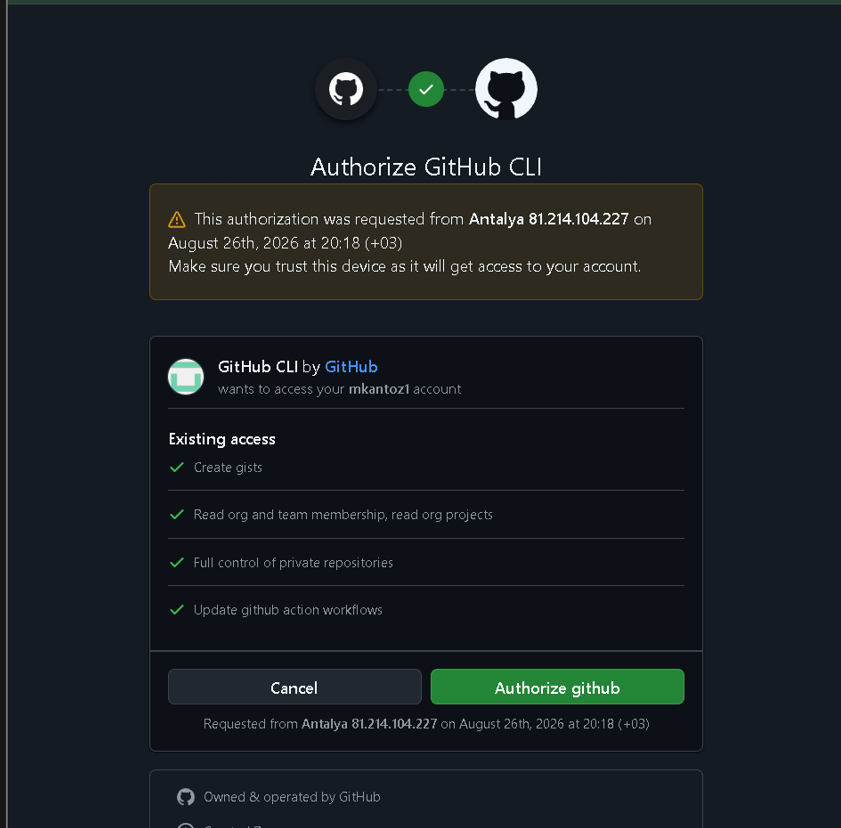 Authorize GitHub CLI
This authorization was requested from Antalya 81.214.104.227 on
August 26th, 2026 at 20:18 (+03)
Make sure you trust this device as it will get access to your account.
GitHub CLI by GitHub
wants to access your mkantoz1 account
Existing access
Create gists
Read org and team membership, read org projects
Full control of private repositories
Update github action workflows
Cancel
Authorize github
Requested from Antalya 81.214.104.227 on August 26th, 2026 at 20:18 (+03)
Owned & operated by GitHub